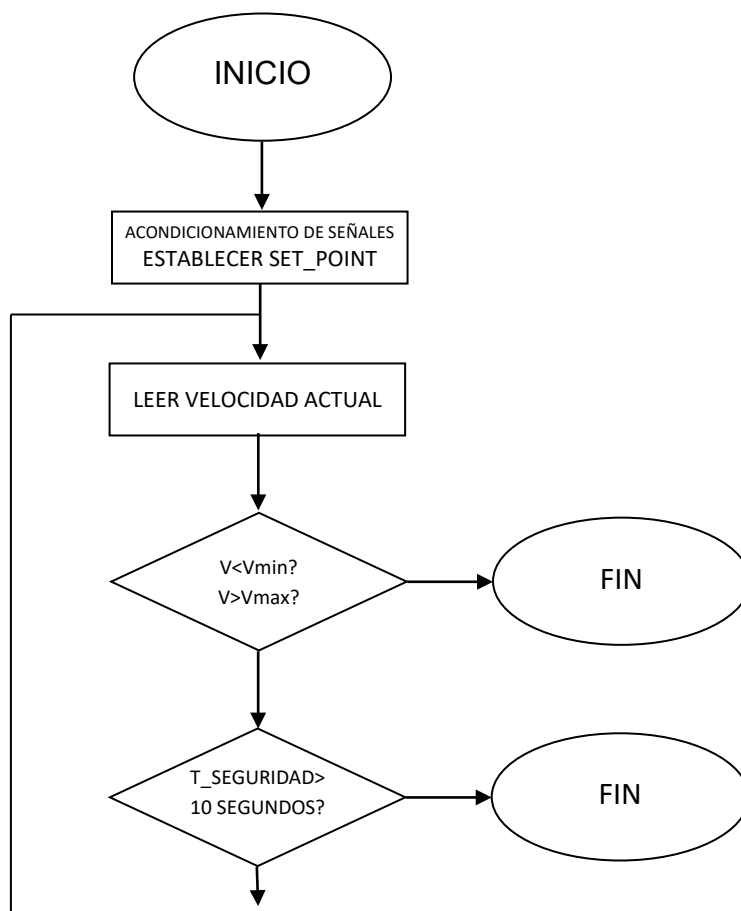 INICIO
ACONDICIONAMIENTO DE SEÑALES
ESTABLECER SET_POINT
LEER VELOCIDAD ACTUAL
V<Vmin?
V>Vmax?
FIN
T_SEGURIDAD>
10 SEGUNDOS?
FIN